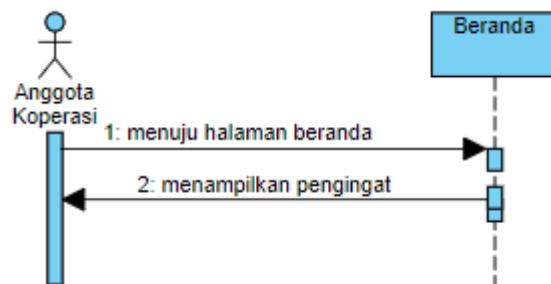 Beranda
Anggota
Koperasi
1: menuju halaman beranda
2: menampilkan pengingat